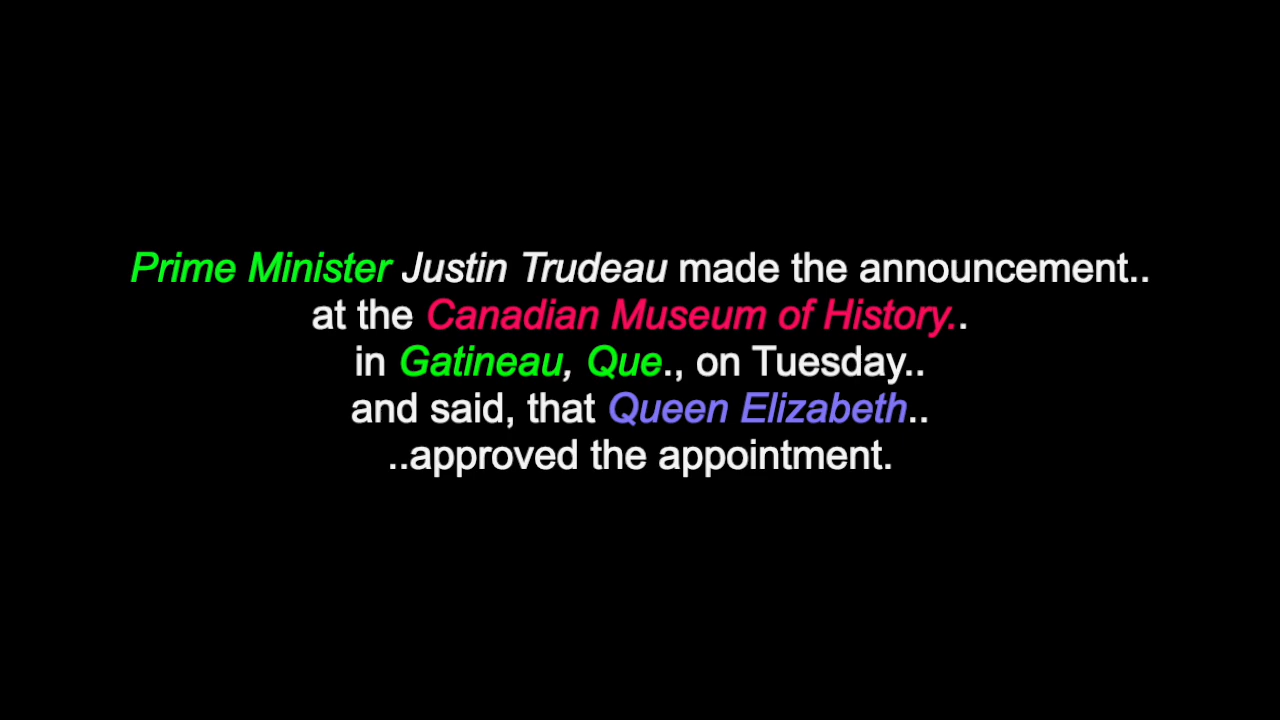 Prime Minister Justin Trudeau made the announcement..
at the Canadian Museum of History..
in Gatineau, Que., on Tuesday..
and said, that Queen Elizabeth..
..approved the appointment.